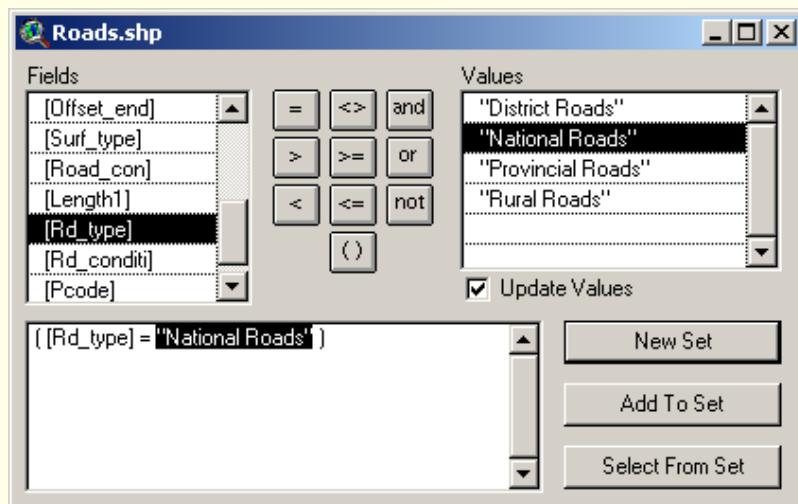 Roads.shp
Fields
[Offset_end]
[Surf_type]
[Road_con]
[Length1]
[Rd_type]
[Rd_conditi]
[Pcode]
= <> and
> >= or
< <= not
( )
Values
"District Roads"
"National Roads"
"Provincial Roads"
"Rural Roads"
Update Values
( [Rd_type] = "National Roads" )
New Set
Add To Set
Select From Set